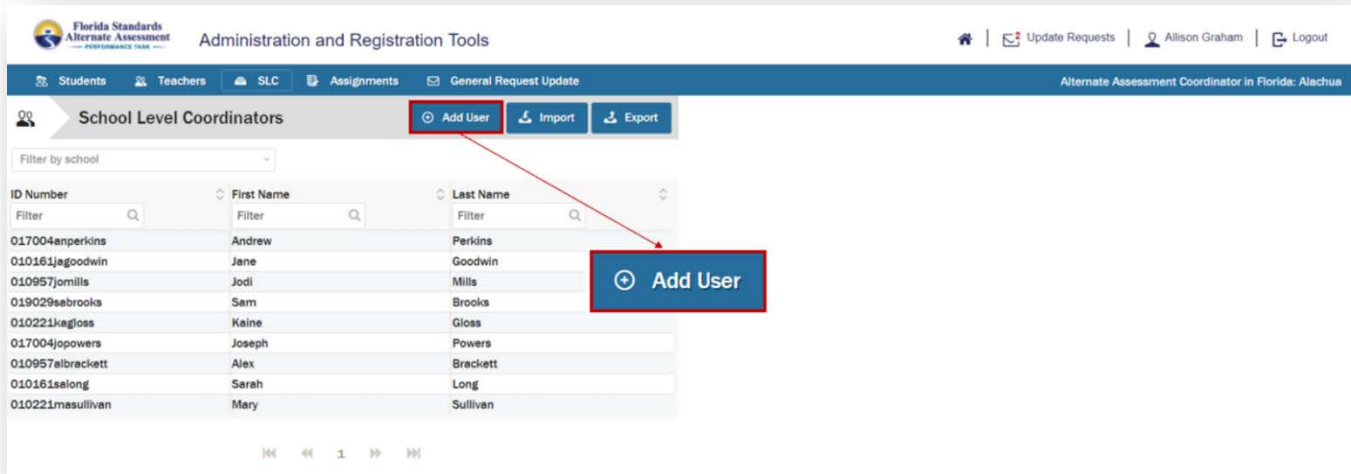 Florida Standards
Alternate Assessment
PERFORMANCE TASK
Administration and Registration Tools
2 Update Requests
Allison Graham
Logout
Students Teachers SLC Assignments General Request Update
Alternate Assessment Coordinator in Florida: Alachua
School Level Coordinators
Add User Import Export
Filter by school
ID Number First Name Last Name
Filter Filter Filter
017004anperkins Andrew Perkins
010161jagoodwin Jane Goodwin
010957jomills Jodi Mills
019029sabrooks Sam Brooks
010221kagloss Kaine Gloss
017004jopowers Joseph Powers
010957albrackett Alex Brackett
010161salong Sarah Long
010221masullivan Mary Sullivan
Add User
1